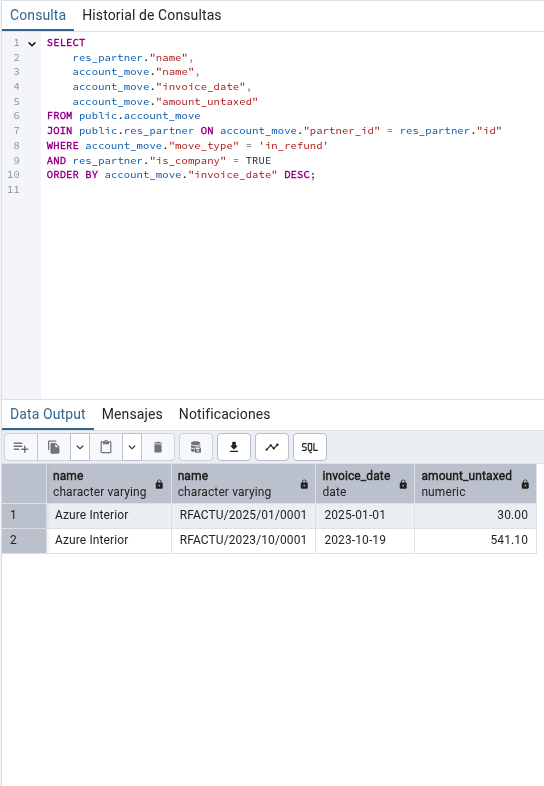 Consulta Historial de Consultas
1 SELECT
2 res_partner."name",
3 account_move."name",
4 account_move."invoice_date",
5 account_move."amount_untaxed"
6 FROM public.account_move
7 JOIN public.res_partner ON account_move."partner_id" = res_partner."id"
8 WHERE account_move."move_type" = 'in_refund'
9 AND res_partner."is_company" = TRUE
10 ORDER BY account_move."invoice_date" DESC;
11
Data Output Mensajes Notificaciones
SQL
name name invoice_date amount_untaxed
character varying character varying date numeric
1 Azure Interior RFACTU/2025/01/0001 2025-01-01 30.00
2 Azure Interior RFACTU/2023/10/0001 2023-10-19 541.10